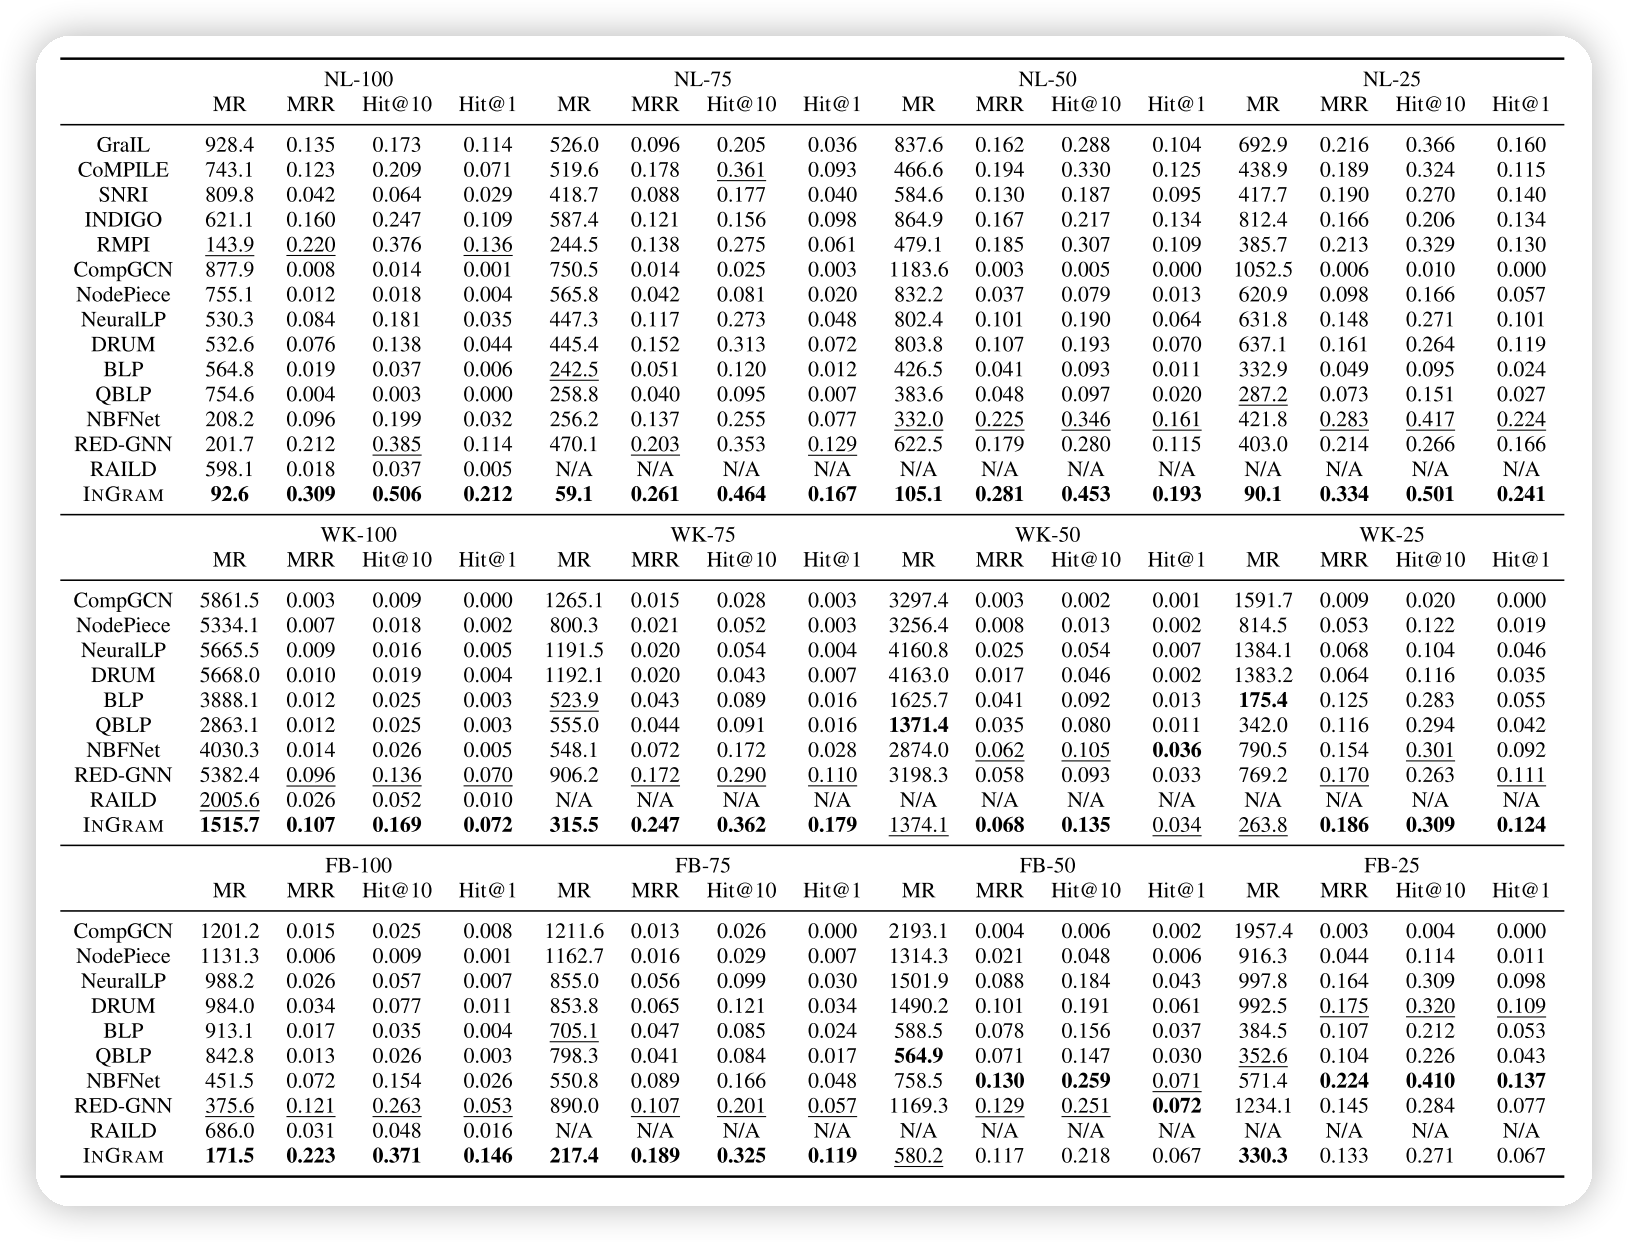 NL-100 NL-75 NL-50 NL-25
MR MRR Hit@10 Hit@1 MR MRR Hit@10 Hit@1 MR MRR Hit@10 Hit@1 MR MRR Hit@10 Hit@1
GraIL 928.4 0.135 0.173 0.114 526.0 0.096 0.205 0.036 837.6 0.162 0.288 0.104 692.9 0.216 0.366 0.160
CoMPILE 743.1 0.123 0.209 0.071 519.6 0.178 0.361 0.093 466.6 0.194 0.330 0.125 438.9 0.189 0.324 0.115
SNRI 809.8 0.042 0.064 0.029 418.7 0.088 0.177 0.040 584.6 0.130 0.187 0.095 417.7 0.190 0.270 0.140
INDIGO 621.1 0.160 0.247 0.109 587.4 0.121 0.156 0.098 864.9 0.167 0.217 0.134 812.4 0.166 0.206 0.134
RMPI 143.9 0.220 0.376 0.136 244.5 0.138 0.275 0.061 479.1 0.185 0.307 0.109 385.7 0.213 0.329 0.130
CompGCN 877.9 0.008 0.014 0.001 750.5 0.014 0.025 0.003 1183.6 0.003 0.005 0.000 1052.5 0.006 0.010 0.000
NodePiece 755.1 0.012 0.018 0.004 565.8 0.042 0.081 0.020 832.2 0.037 0.079 0.013 620.9 0.098 0.166 0.057
NeuralLP 530.3 0.084 0.181 0.035 447.3 0.117 0.273 0.048 802.4 0.101 0.190 0.064 631.8 0.148 0.271 0.101
DRUM 532.6 0.076 0.138 0.044 445.4 0.152 0.313 0.072 803.8 0.107 0.193 0.070 637.1 0.161 0.264 0.119
BLP 564.8 0.019 0.037 0.006 242.5 0.051 0.120 0.012 426.5 0.041 0.093 0.011 332.9 0.049 0.095 0.024
QBLP 754.6 0.004 0.003 0.000 258.8 0.040 0.095 0.007 383.6 0.048 0.097 0.020 287.2 0.073 0.151 0.027
NBFNet 208.2 0.096 0.199 0.032 256.2 0.137 0.255 0.077 332.0 0.225 0.346 0.161 421.8 0.283 0.417 0.224
RED-GNN 201.7 0.212 0.385 0.114 470.1 0.203 0.353 0.129 622.5 0.179 0.280 0.115 403.0 0.214 0.266 0.166
RAILD 598.1 0.018 0.037 0.005 N/A N/A N/A N/A N/A N/A N/A N/A N/A N/A N/A N/A
INGRAM 92.6 0.309 0.506 0.212 59.1 0.261 0.464 0.167 105.1 0.281 0.453 0.193 90.1 0.334 0.501 0.241
WK-100 WK-75 WK-50 WK-25
MR MRR Hit@10 Hit@1 MR MRR Hit@10 Hit@1 MR MRR Hit@10 Hit@1 MR MRR Hit@10 Hit@1
CompGCN 5861.5 0.003 0.009 0.000 1265.1 0.015 0.028 0.003 3297.4 0.003 0.002 0.001 1591.7 0.009 0.020 0.000
NodePiece 5334.1 0.007 0.018 0.002 800.3 0.021 0.052 0.003 3256.4 0.008 0.013 0.002 814.5 0.053 0.122 0.019
NeuralLP 5665.5 0.009 0.016 0.005 1191.5 0.020 0.054 0.004 4160.8 0.025 0.054 0.007 1384.1 0.068 0.104 0.046
DRUM 5668.0 0.010 0.019 0.004 1192.1 0.020 0.043 0.007 4163.0 0.017 0.046 0.002 1383.2 0.064 0.116 0.035
BLP 3888.1 0.012 0.025 0.003 523.9 0.043 0.089 0.016 1625.7 0.041 0.092 0.013 175.4 0.125 0.283 0.055
QBLP 2863.1 0.012 0.025 0.003 555.0 0.044 0.091 0.016 1371.4 0.035 0.080 0.011 342.0 0.116 0.294 0.042
NBFNet 4030.3 0.014 0.026 0.005 548.1 0.072 0.172 0.028 2874.0 0.062 0.105 0.036 790.5 0.154 0.301 0.092
RED-GNN 5382.4 0.096 0.136 0.070 906.2 0.172 0.290 0.110 3198.3 0.058 0.093 0.033 769.2 0.170 0.263 0.111
RAILD 2005.6 0.026 0.052 0.010 N/A N/A N/A N/A N/A N/A N/A N/A N/A N/A N/A N/A
INGRAM 1515.7 0.107 0.169 0.072 315.5 0.247 0.362 0.179 1374.1 0.068 0.135 0.034 263.8 0.186 0.309 0.124
FB-100 FB-75 FB-50 FB-25
MR MRR Hit@10 Hit@1 MR MRR Hit@10 Hit@1 MR MRR Hit@10 Hit@1 MR MRR Hit@10 Hit@1
CompGCN 1201.2 0.015 0.025 0.008 1211.6 0.013 0.026 0.000 2193.1 0.004 0.006 0.002 1957.4 0.003 0.004 0.000
NodePiece 1131.3 0.006 0.009 0.001 1162.7 0.016 0.029 0.007 1314.3 0.021 0.048 0.006 916.3 0.044 0.114 0.011
NeuralLP 988.2 0.026 0.057 0.007 855.0 0.056 0.099 0.030 1501.9 0.088 0.184 0.043 997.8 0.164 0.309 0.098
DRUM 984.0 0.034 0.077 0.011 853.8 0.065 0.121 0.034 1490.2 0.101 0.191 0.061 992.5 0.175 0.320 0.109
BLP 913.1 0.017 0.035 0.004 705.1 0.047 0.085 0.024 588.5 0.078 0.156 0.037 384.5 0.107 0.212 0.053
QBLP 842.8 0.013 0.026 0.003 798.3 0.041 0.084 0.017 564.9 0.071 0.147 0.030 352.6 0.104 0.226 0.043
NBFNet 451.5 0.072 0.154 0.026 550.8 0.089 0.166 0.048 758.5 0.130 0.259 0.071 571.4 0.224 0.410 0.137
RED-GNN 375.6 0.121 0.263 0.053 890.0 0.107 0.201 0.057 1169.3 0.129 0.251 0.072 1234.1 0.145 0.284 0.077
RAILD 686.0 0.031 0.048 0.016 N/A N/A N/A N/A N/A N/A N/A N/A N/A N/A N/A N/A
INGRAM 171.5 0.223 0.371 0.146 217.4 0.189 0.325 0.119 580.2 0.117 0.218 0.067 330.3 0.133 0.271 0.067